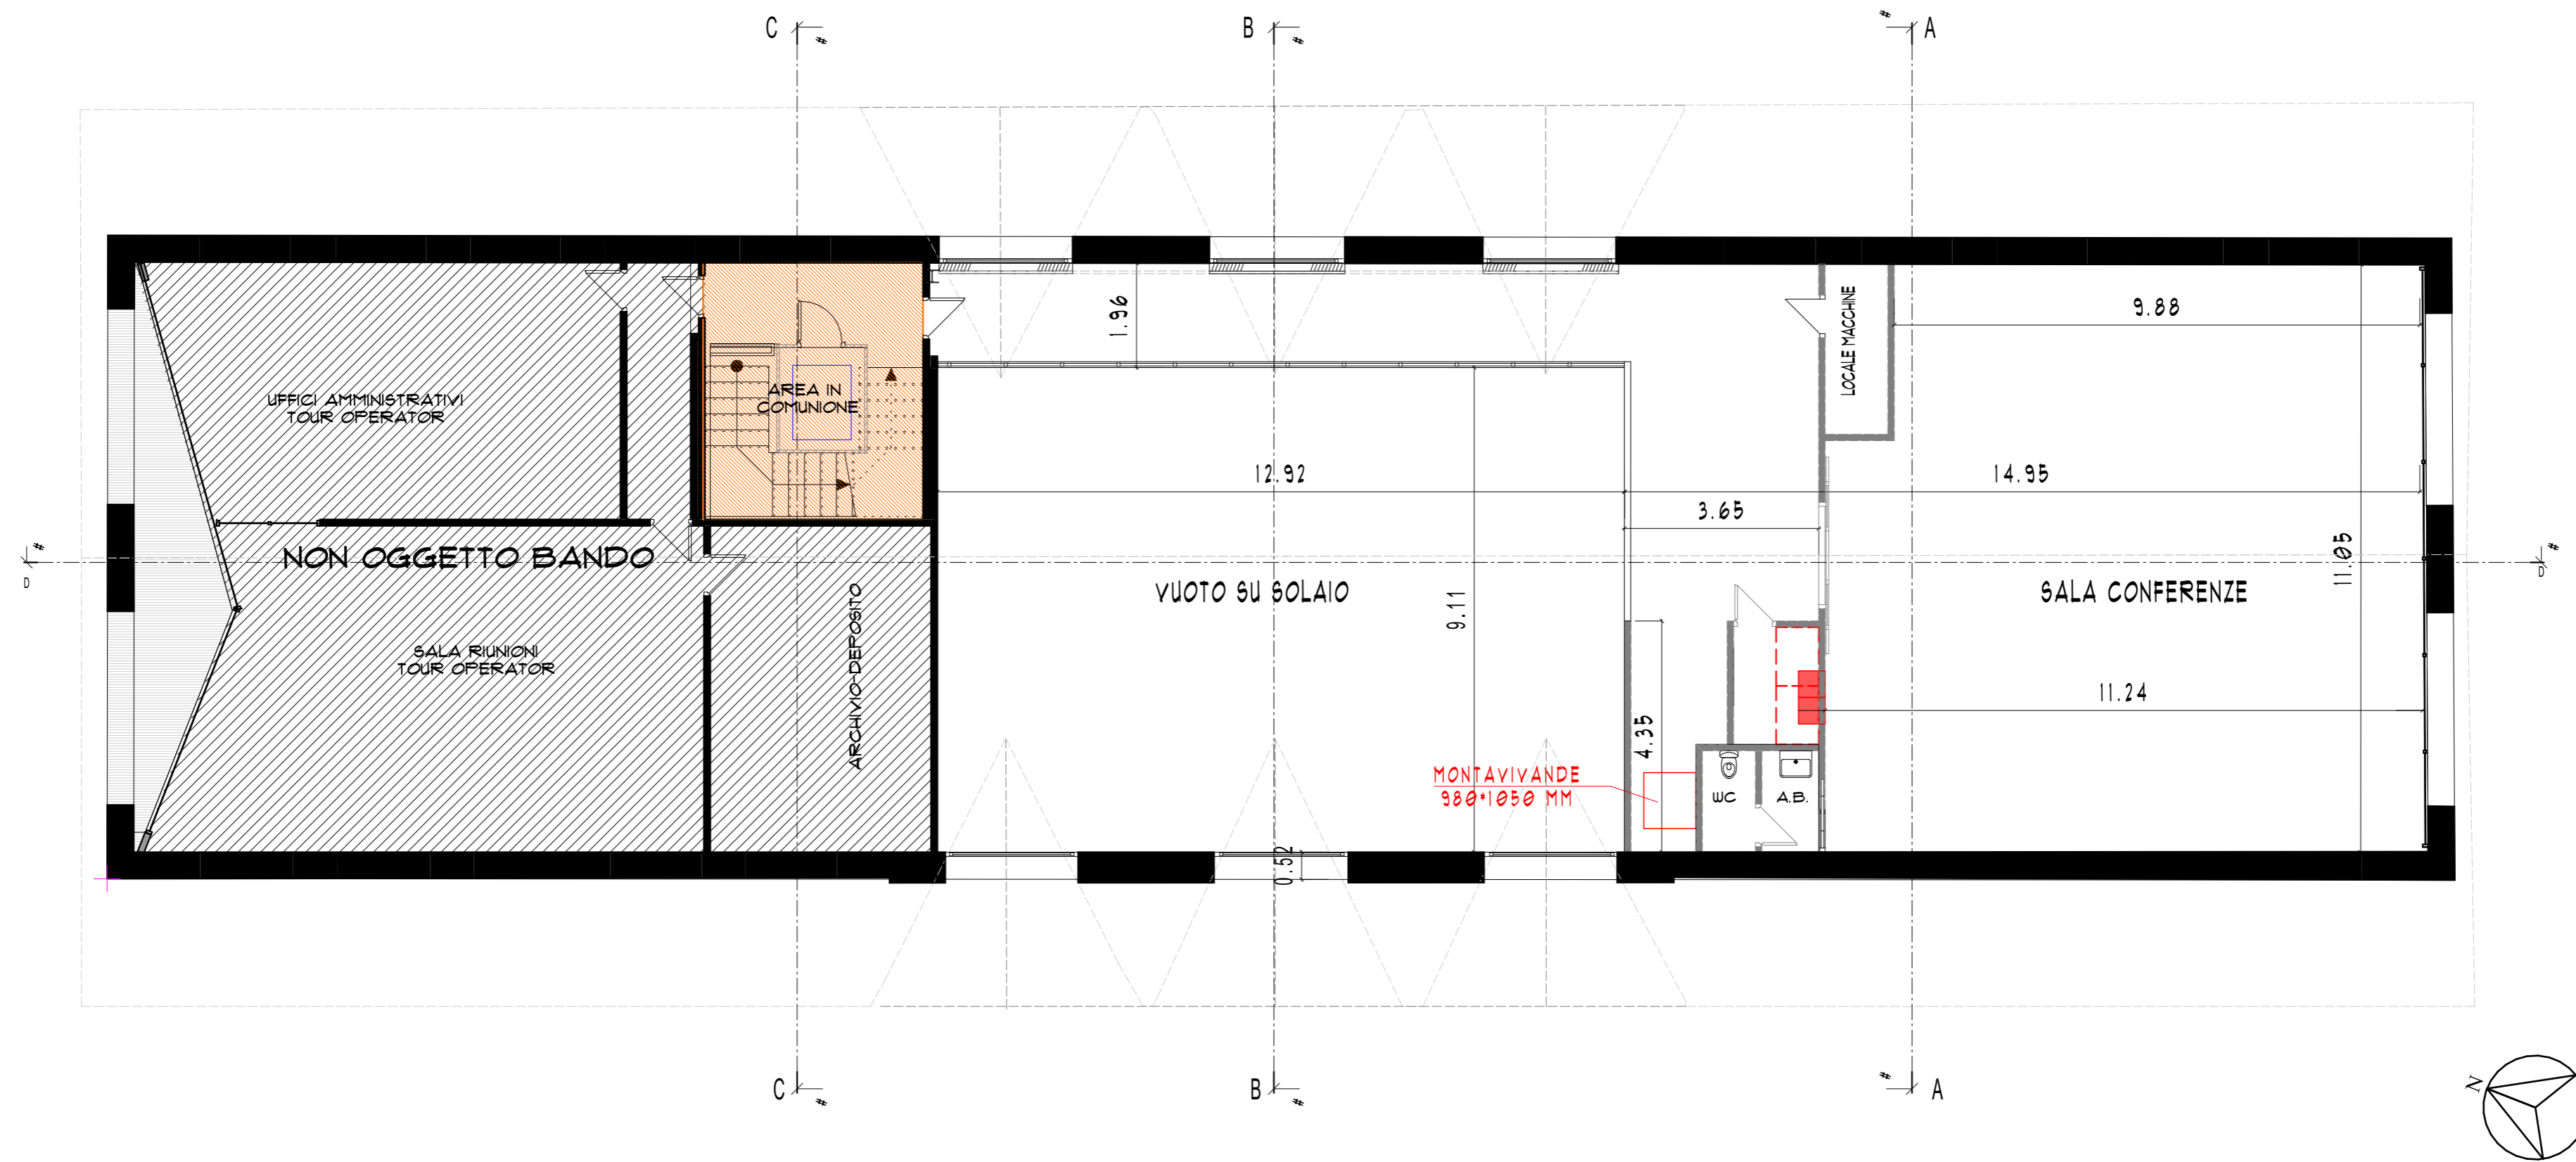 C
B
#
A
#
#
9.88
1.96
LOCALE MACCHINE
AREA IN
COMUNIONE
UFFICI AMMINISTRATIVI
TOUR OPERATOR
12.92
14.95
3.65
#
NON OGGETTO BANDO
#
D
D
11.05
VUOTO SU SOLAIO
9.11
SALA CONFERENZE
ARCHIVIO-DEPOSITO
SALA RIUNIONI
TOUR OPERATOR
11.24
4.35
MONTAVIVANDE
980*1050 MM
WC
A.B.
0.52
#
N
C
B
A
#
#